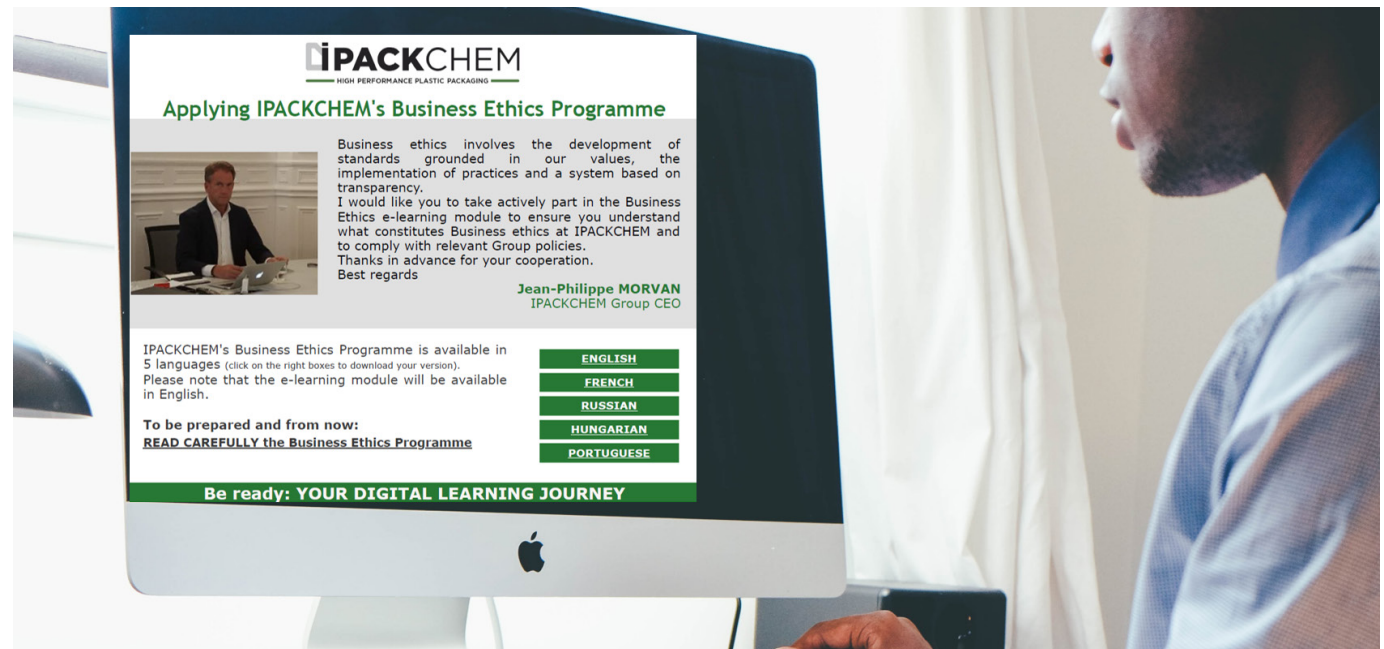 iPACKCHEM
HIGH PERFORMANCE PLASTIC PACKAGING
Applying IPACKCHEM's Business Ethics Programme
Business ethics involves the development of
standards grounded in our values, the
implementation of practices and a system based on
transparency.
I would like you to take actively part in the Business
Ethics e-learning module to ensure you understand
what constitutes Business ethics at IPACKCHEM and
to comply with relevant Group policies.
Thanks in advance for your cooperation.
Best regards
Jean-Philippe MORVAN
IPACKCHEM Group CEO
IPACKCHEM's Business Ethics Programme is available in
5 languages (click on the right boxes to download your version).
Please note that the e-learning module will be available
in English.
To be prepared and from now:
READ CAREFULLY the Business Ethics Programme
ENGLISH
FRENCH
RUSSIAN
HUNGARIAN
PORTUGUESE
Be ready: YOUR DIGITAL LEARNING JOURNEY